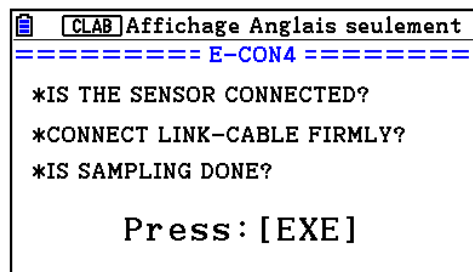 CLAB Affichage Anglais seulement
========= E-CON4 ========
*IS THE SENSOR CONNECTED?
*CONNECT LINK-CABLE FIRMLY?
*IS SAMPLING DONE?
Press:[EXE]